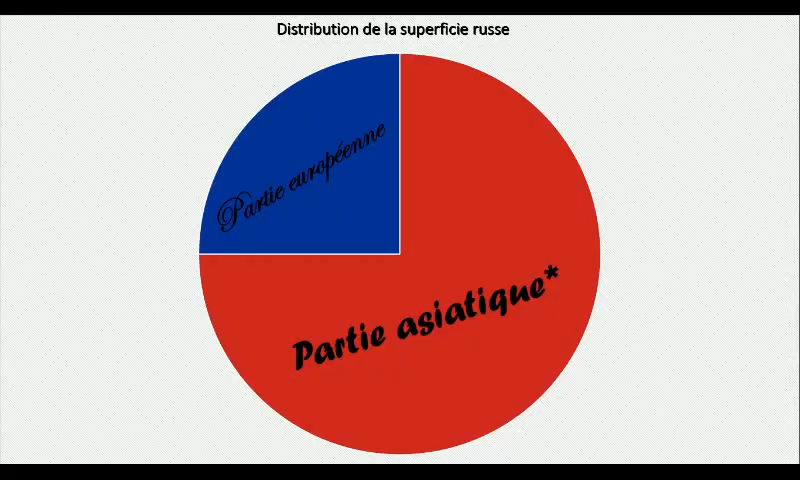 Distribution de la superficie russe
Partie européenne
Partie asiatique*